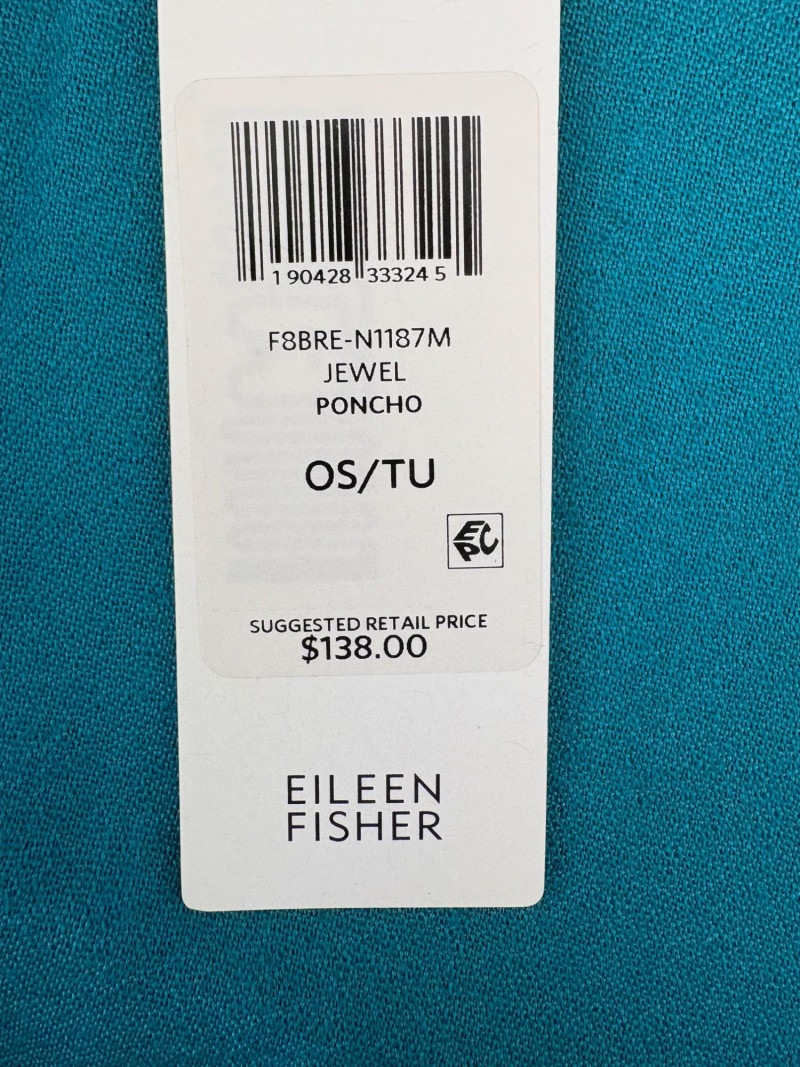 1 90428 33324 5
F8BRE-N1187M
JEWEL
PONCHO
OS/TU
EPC
SUGGESTED RETAIL PRICE
$138.00
EILEEN
FISHER